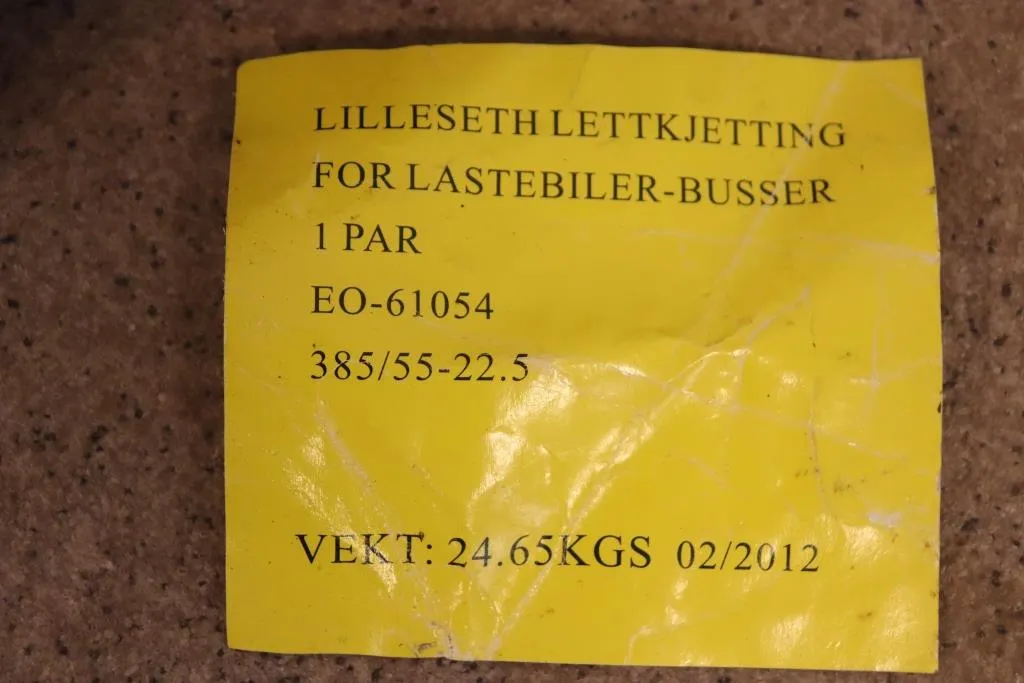 LILLESETH LETTKJETTING
FOR LASTEBILER-BUSSER
1 PAR
EO-61054
385/55-22.5
VEKT: 24.65KGS 02/2012